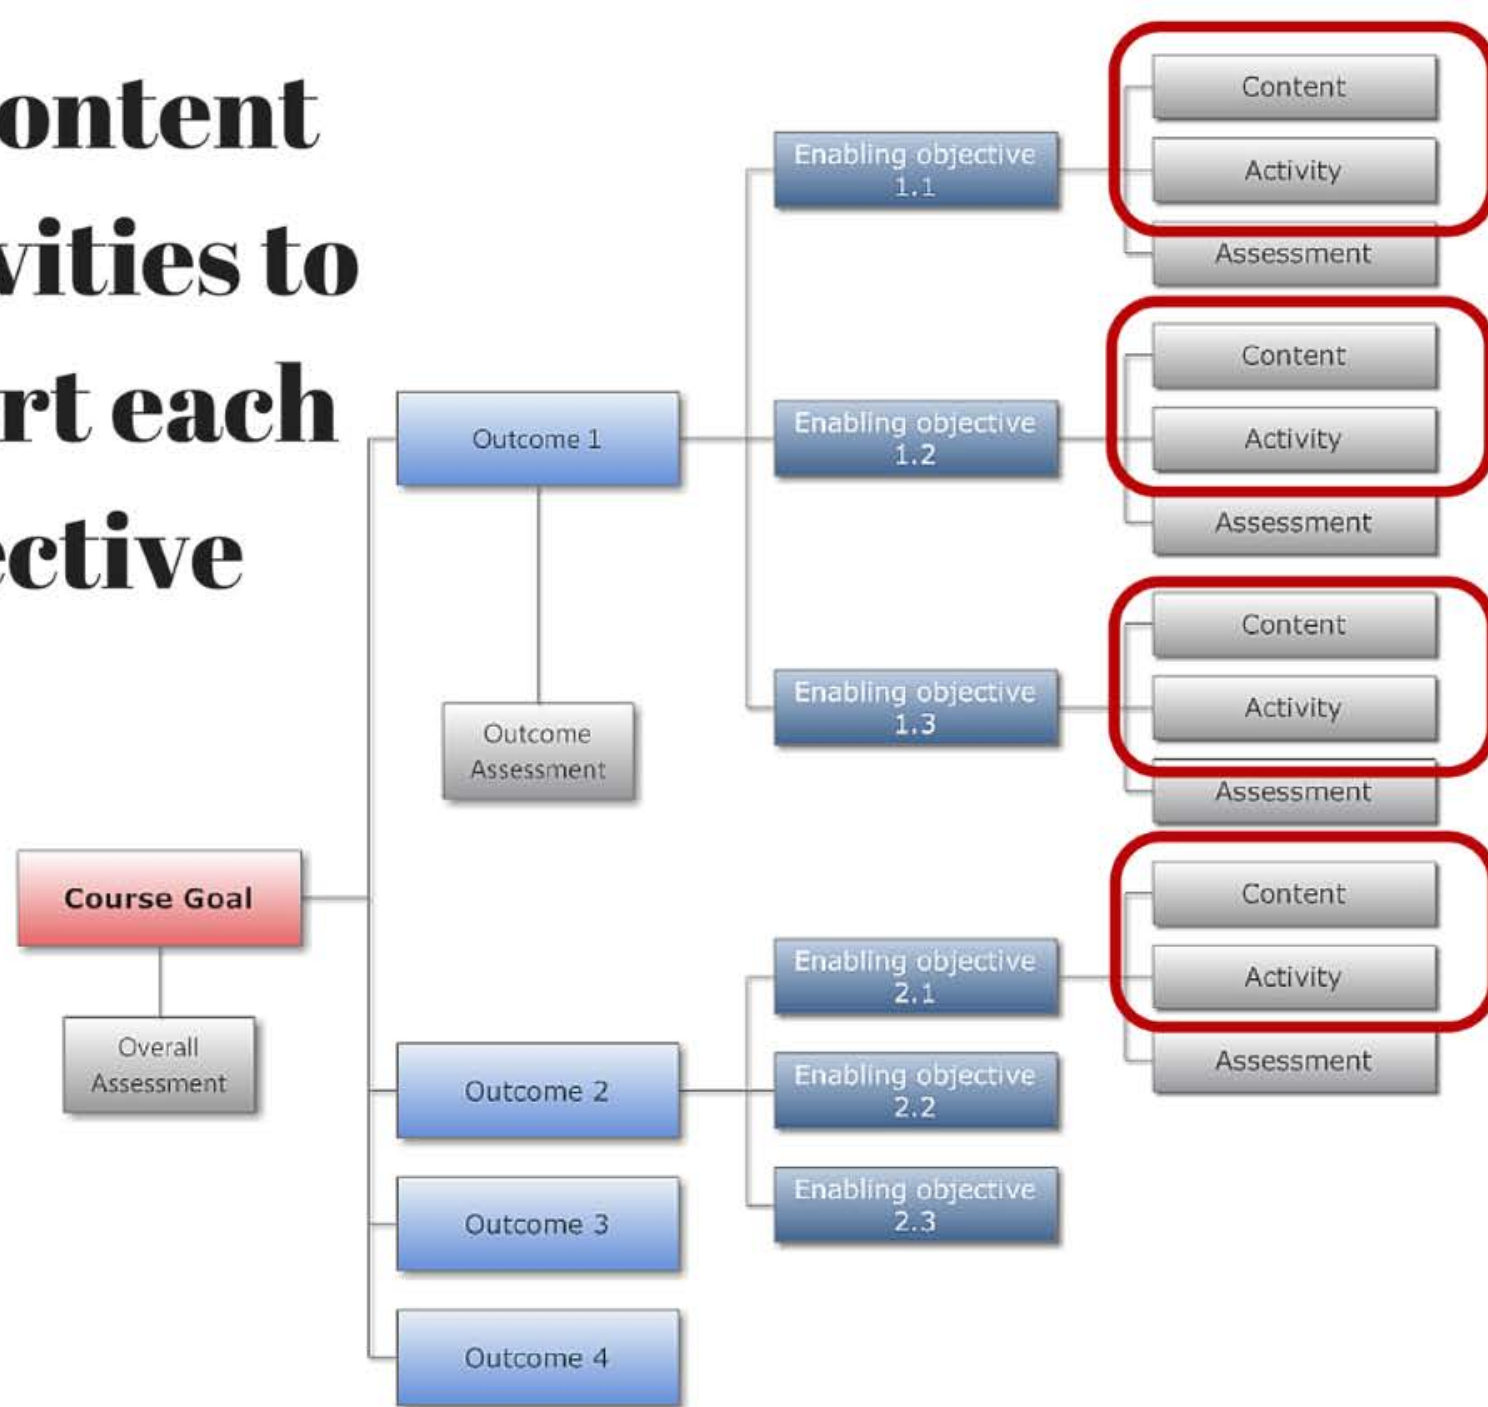 ontent
vities to
rt each
ective
Content
Activity
Assessment
Enabling objective
1.1
Content
Activity
Assessment
Enabling objective
1.2
Outcome 1
Content
Activity
Assessment
Enabling objective
1.3
Outcome
Assessment
Course Goal
Overall
Assessment
Content
Activity
Assessment
Enabling objective
2.1
Enabling objective
2.2
Enabling objective
2.3
Outcome 2
Outcome 3
Outcome 4